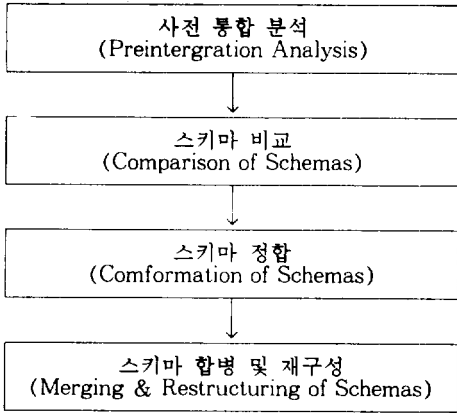 사전 통합 분석
(Preintergration Analysis)
스키마 비교
(Comparison of Schemas)
스키마 정합
(Comformation of Schemas)
스키마 합병 및 재구성
(Merging & Restructuring of Schemas)